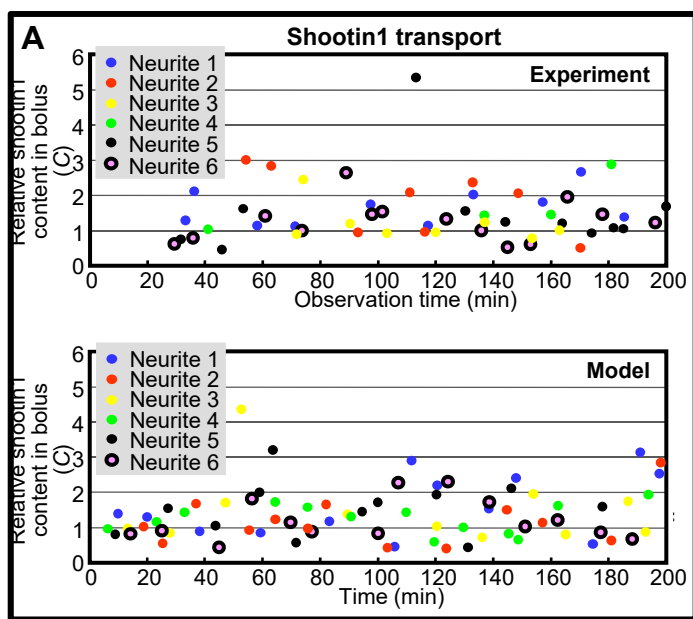 A
Shootin1 transport
Experiment
Neurite 1
Neurite 2
Neurite 3
Neurite 4
Neurite 5
Neurite 6
Relative shootin1
content in bolus
(C)
6
5
4
3
2
1
0
0 20 40 60 80 100 120 140 160 180 200
Observation time (min)
Model
Neurite 1
Neurite 2
Neurite 3
Neurite 4
Neurite 5
Neurite 6
Relative shootin1
content in bolus
(C)
6
5
4
3
2
1
0
0 20 40 60 80 100 120 140 160 180 200
Time (min)